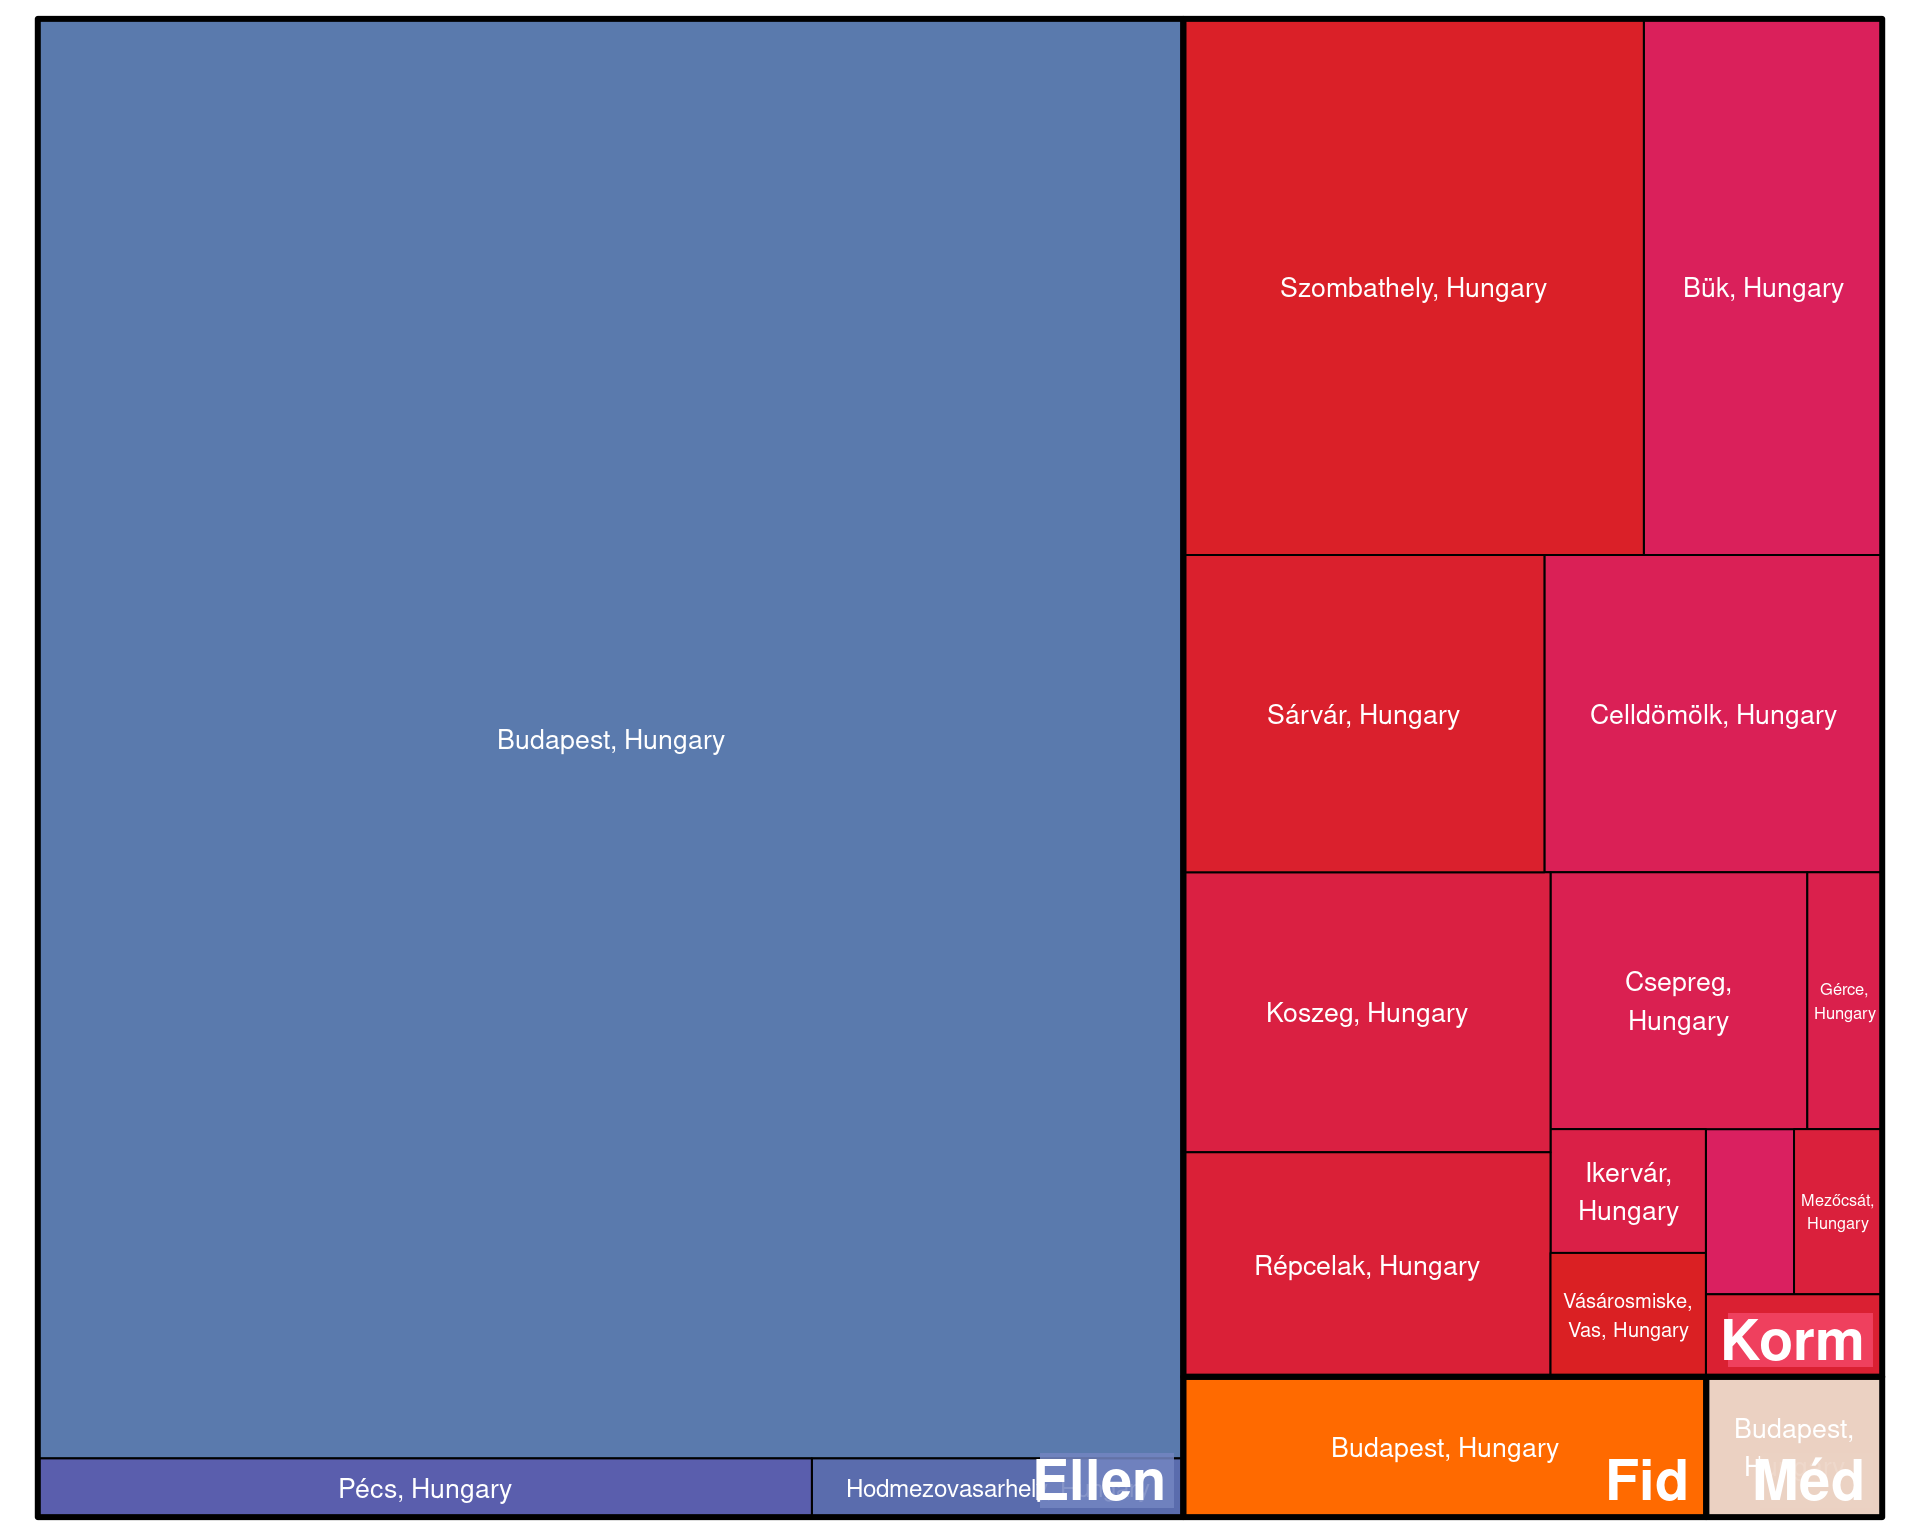 Szombathely, Hungary
Bük, Hungary
Budapest, Hungary
Sárvár, Hungary
Celldömölk, Hungary
Koszeg, Hungary
Csepreg,
Hungary
Gérce,
Hungary
Ikervár,
Hungary
Mezőcsát,
Hungary
Répcelak, Hungary
Vásárosmiske,
Vas, Hungary
Korm
Pécs, Hungary
Ellen
Budapest, Hungary
Fid
Budapest,
Méd